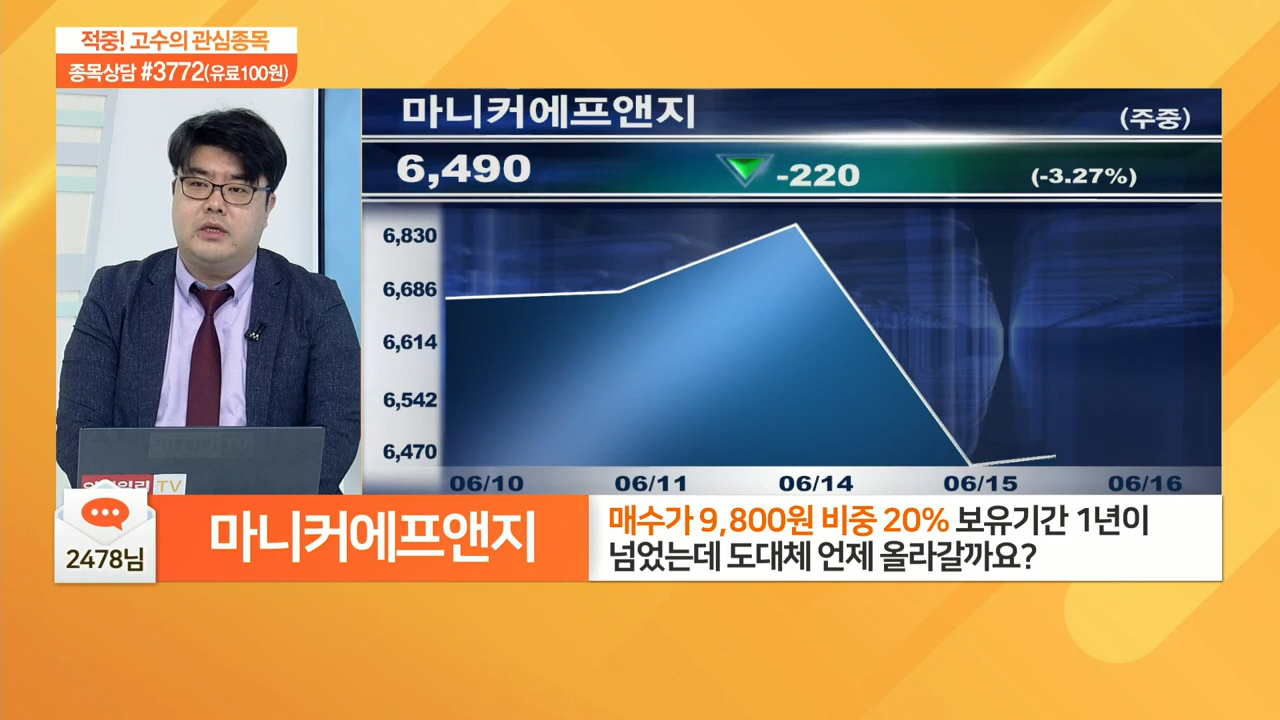 적중! 고수의 관심종목
종목상담 #3772(유료100원)
마니커에프앤지
(주중)
6,490
-220
(-3.27%)
6,830
6,686
6,614
6,542
6,470
06/10 06/11 06/14 06/15 06/16
TV
2478님
마니커에프앤지
매수가 9,800원 비중 20% 보유기간 1년이
넘었는데 도대체 언제 올라갈까요?